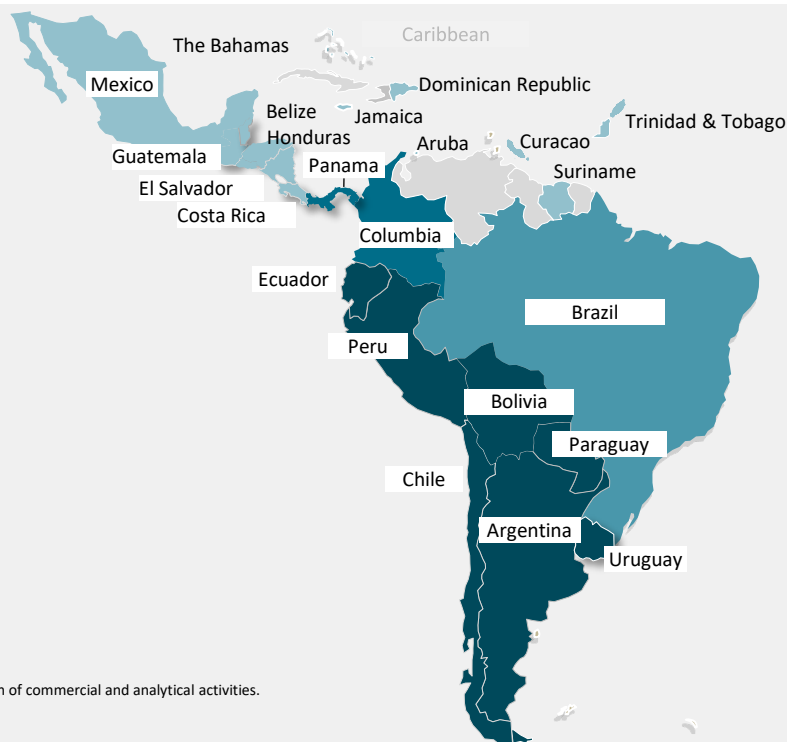 Caribbean
The Bahamas
Mexico
Dominican Republic
Belize
Jamaica
Trinidad & Tobago
Honduras
Aruba
Curacao
Guatemala
Panama
Suriname
El Salvador
Costa Rica
Columbia
Ecuador
Brazil
Peru
Bolivia
Paraguay
Chile
Argentina
Uruguay
of commercial and analytical activities.